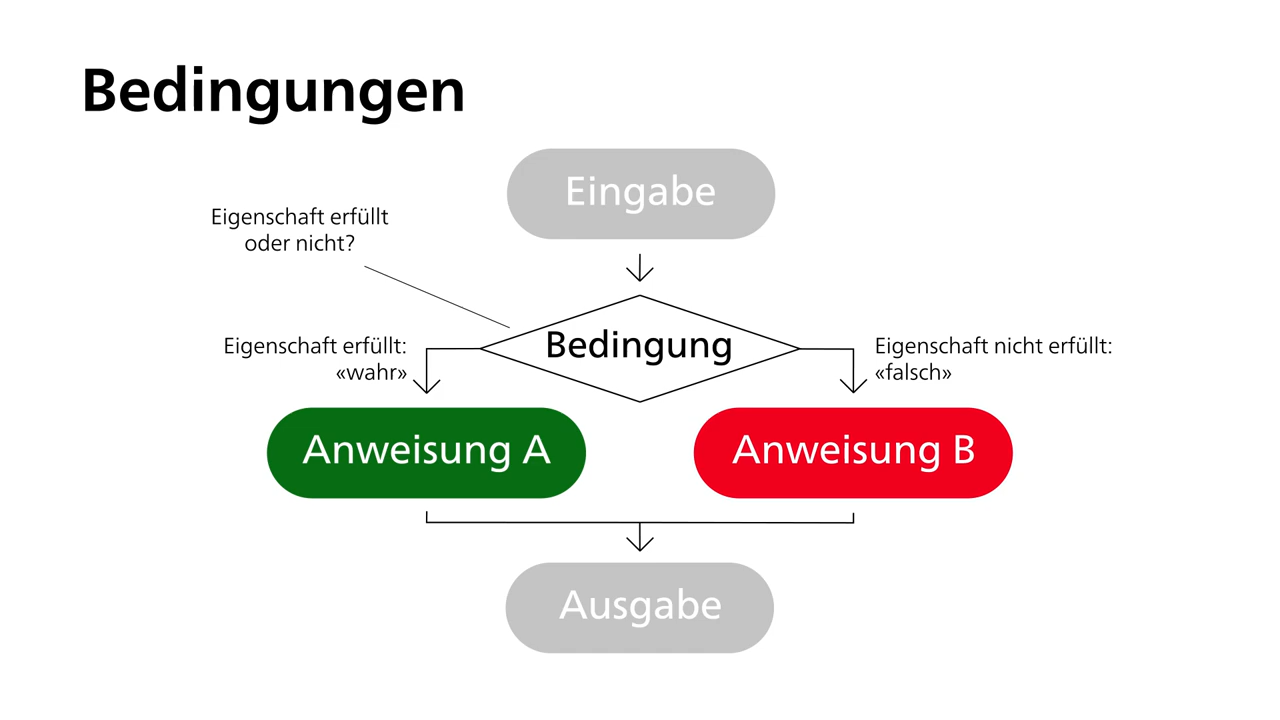 Bedingungen
Eingabe
Eigenschaft erfüllt
oder nicht?
Bedingung
Eigenschaft erfüllt:
«wahr»
Eigenschaft nicht erfüllt:
«falsch»
Anweisung A
Anweisung B
Ausgabe